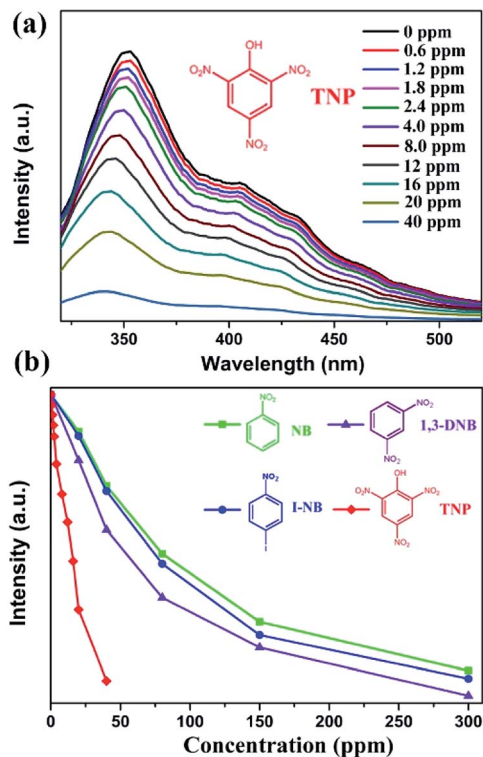 (a)
OH
O₂N
NO₂
NO₂
TNP
0 ppm
0.6 ppm
1.2 ppm
1.8 ppm
2.4 ppm
4.0 ppm
8.0 ppm
12 ppm
16 ppm
20 ppm
40 ppm
Intensity (a.u.)
350 400 450 500
Wavelength (nm)
(b)
NO₂
NB
NO₂
NO₂
1,3-DNB
NO₂
I
I-NB
OH
NO₂
NO₂
NO₂
TNP
Intensity (a.u.)
0 50 100 150 200 250 300
Concentration (ppm)